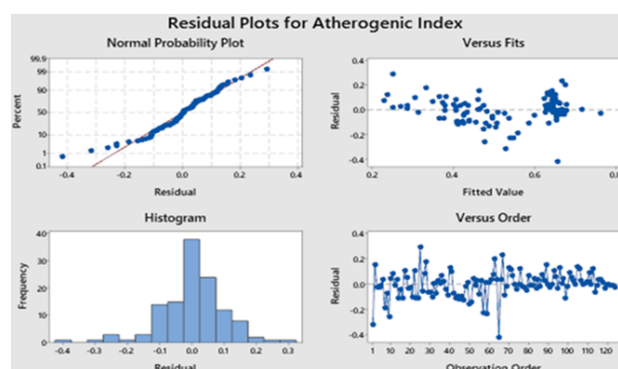 Residual Plots for Atherogenic Index
Normal Probability Plot
99.9
99
90
50
10
1
0.1
Percent
-0.4 -0.2 0.0 0.2 0.4
Residual
Versus Fits
0.4
0.2
0.0
-0.2
-0.4
Residual
0.2 0.4 0.6 0.8
Fitted Value
Histogram
40
30
20
10
0
Frequency
-0.4 -0.3 -0.2 -0.1 0.0 0.1 0.2 0.3
Residual
Versus Order
0.4
0.2
0.0
-0.2
-0.4
Residual
1 10 20 30 40 50 60 70 80 90 100 110 120
Observation Order